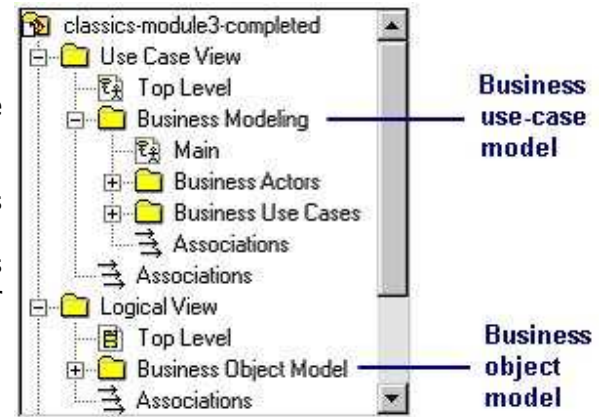 classics-module3-completed
Use Case View
Top Level
Business Modeling
Main
Business Actors
Business Use Cases
Associations
Associations
Logical View
Top Level
Business Object Model
Associations
Business
use-case
model
Business
object
model